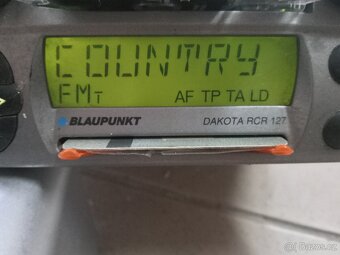 COUNTRY
FMT AF TP TA LD
BLAUPUNKT DAKOTA RCR 127